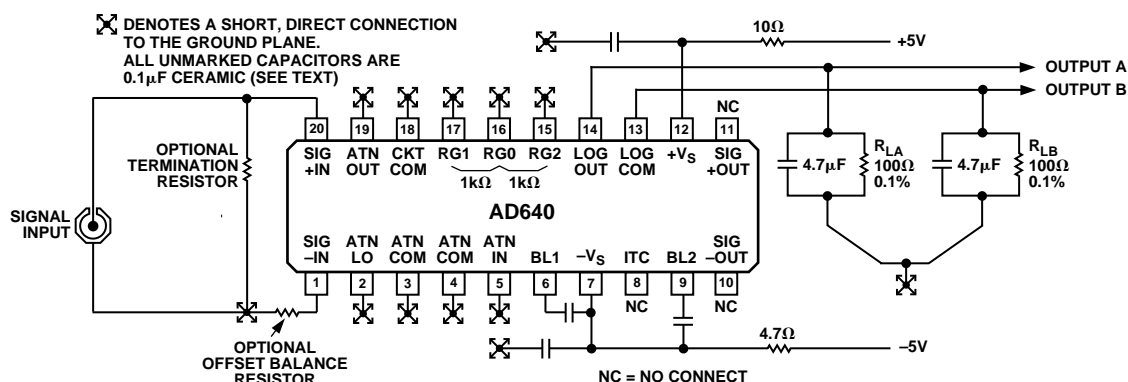 DENOTES A SHORT, DIRECT CONNECTION
TO THE GROUND PLANE.
ALL UNMARKED CAPACITORS ARE
0.1μF CERAMIC (SEE TEXT)
10Ω
+5V
OUTPUT A
OUTPUT B
NC
20 19 18 17 16 15 14 13 12 11
SIG +IN
ATN OUT
CKT COM
RG1
RG0
RG2
LOG OUT
LOG COM
+VS
SIG +OUT
1kΩ 1kΩ
AD640
OPTIONAL
TERMINATION
RESISTOR
SIGNAL
INPUT
4.7μF
RLA
100Ω
0.1%
4.7μF
RLB
100Ω
0.1%
SIG –IN
ATN LO
ATN COM
ATN COM
ATN IN
BL1
–VS
ITC
BL2
SIG –OUT
1 2 3 4 5 6 7 8 9 10
NC
NC
OPTIONAL
OFFSET BALANCE
RESISTOR
4.7Ω
–5V
NC = NO CONNECT